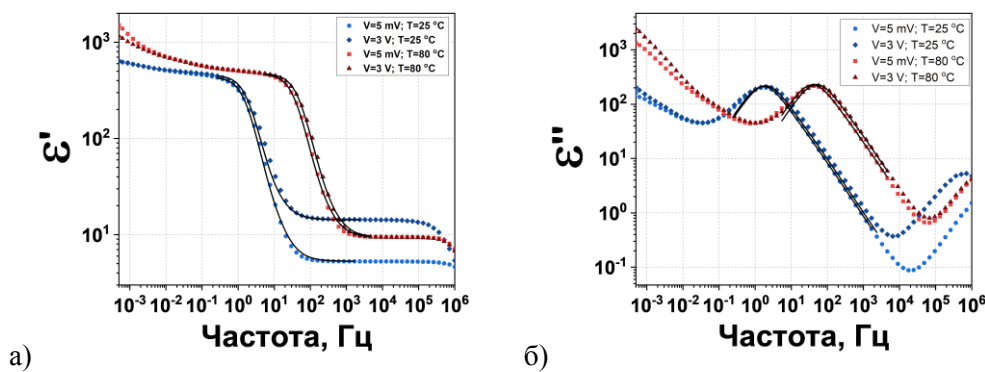 ε'
10³
10²
10¹
V=5 mV; T=25 °C
V=3 V; T=25 °C
V=5 mV; T=80 °C
V=3 V; T=80 °C
10⁻³ 10⁻² 10⁻¹ 10⁰ 10¹ 10² 10³ 10⁴ 10⁵ 10⁶
Частота, Гц
а)
ε''
10³
10²
10¹
10⁰
10⁻¹
V=5 mV; T=25 °C
V=3 V; T=25 °C
V=5 mV; T=80 °C
V=3 V; T=80 °C
10⁻³ 10⁻² 10⁻¹ 10⁰ 10¹ 10² 10³ 10⁴ 10⁵ 10⁶
Частота, Гц
б)